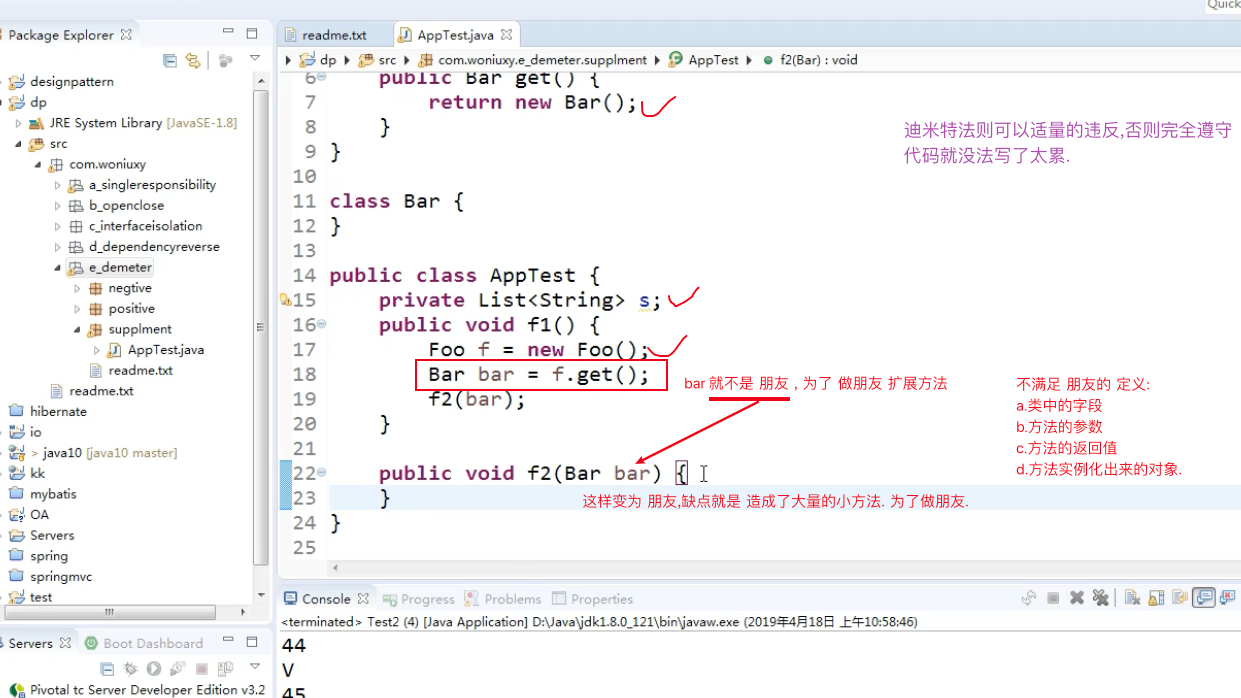 Quick
Package Explorer
readme.txt
AppTest.java
dp
src
com.woniuxy.e_demeter.supplment
AppTest
f2(Bar) : void
designpattern
dp
JRE System Library [JavaSE-1.8]
src
com.woniuxy
a_singleresponsibility
b_openclose
c_interfaceisolation
d_dependencyreverse
e_demeter
negtive
positive
supplment
AppTest.java
readme.txt
readme.txt
hibernate
io
> java10 [java10 master]
kk
mybatis
OA
Servers
spring
springmvc
test
6 public Bar get() {
7 return new Bar();
8 }
9 }
10
11 class Bar {
12 }
13
14 public class AppTest {
15 private List<String> s;
16 public void f1() {
17 Foo f = new Foo();
18 Bar bar = f.get();
19 f2(bar);
20 }
21
22 public void f2(Bar bar) {
23 }
24 }
25
迪米特法则可以适量的违反,否则完全遵守
代码就没法写了太累.
bar 就不是 朋友 , 为了 做朋友 扩展方法
不满足 朋友的 定义:
a.类中的字段
b.方法的参数
c.方法的返回值
d.方法实例化出来的对象.
这样变为 朋友,缺点就是 造成了大量的小方法. 为了做朋友.
Console
Progress
Problems
Properties
<terminated> Test2 (4) [Java Application] D:\Java\jdk1.8.0_121\bin\javaw.exe (2019年4月18日 上午10:58:46)
44
V
45
Servers
Boot Dashboard
Pivotal tc Server Developer Edition v3.2